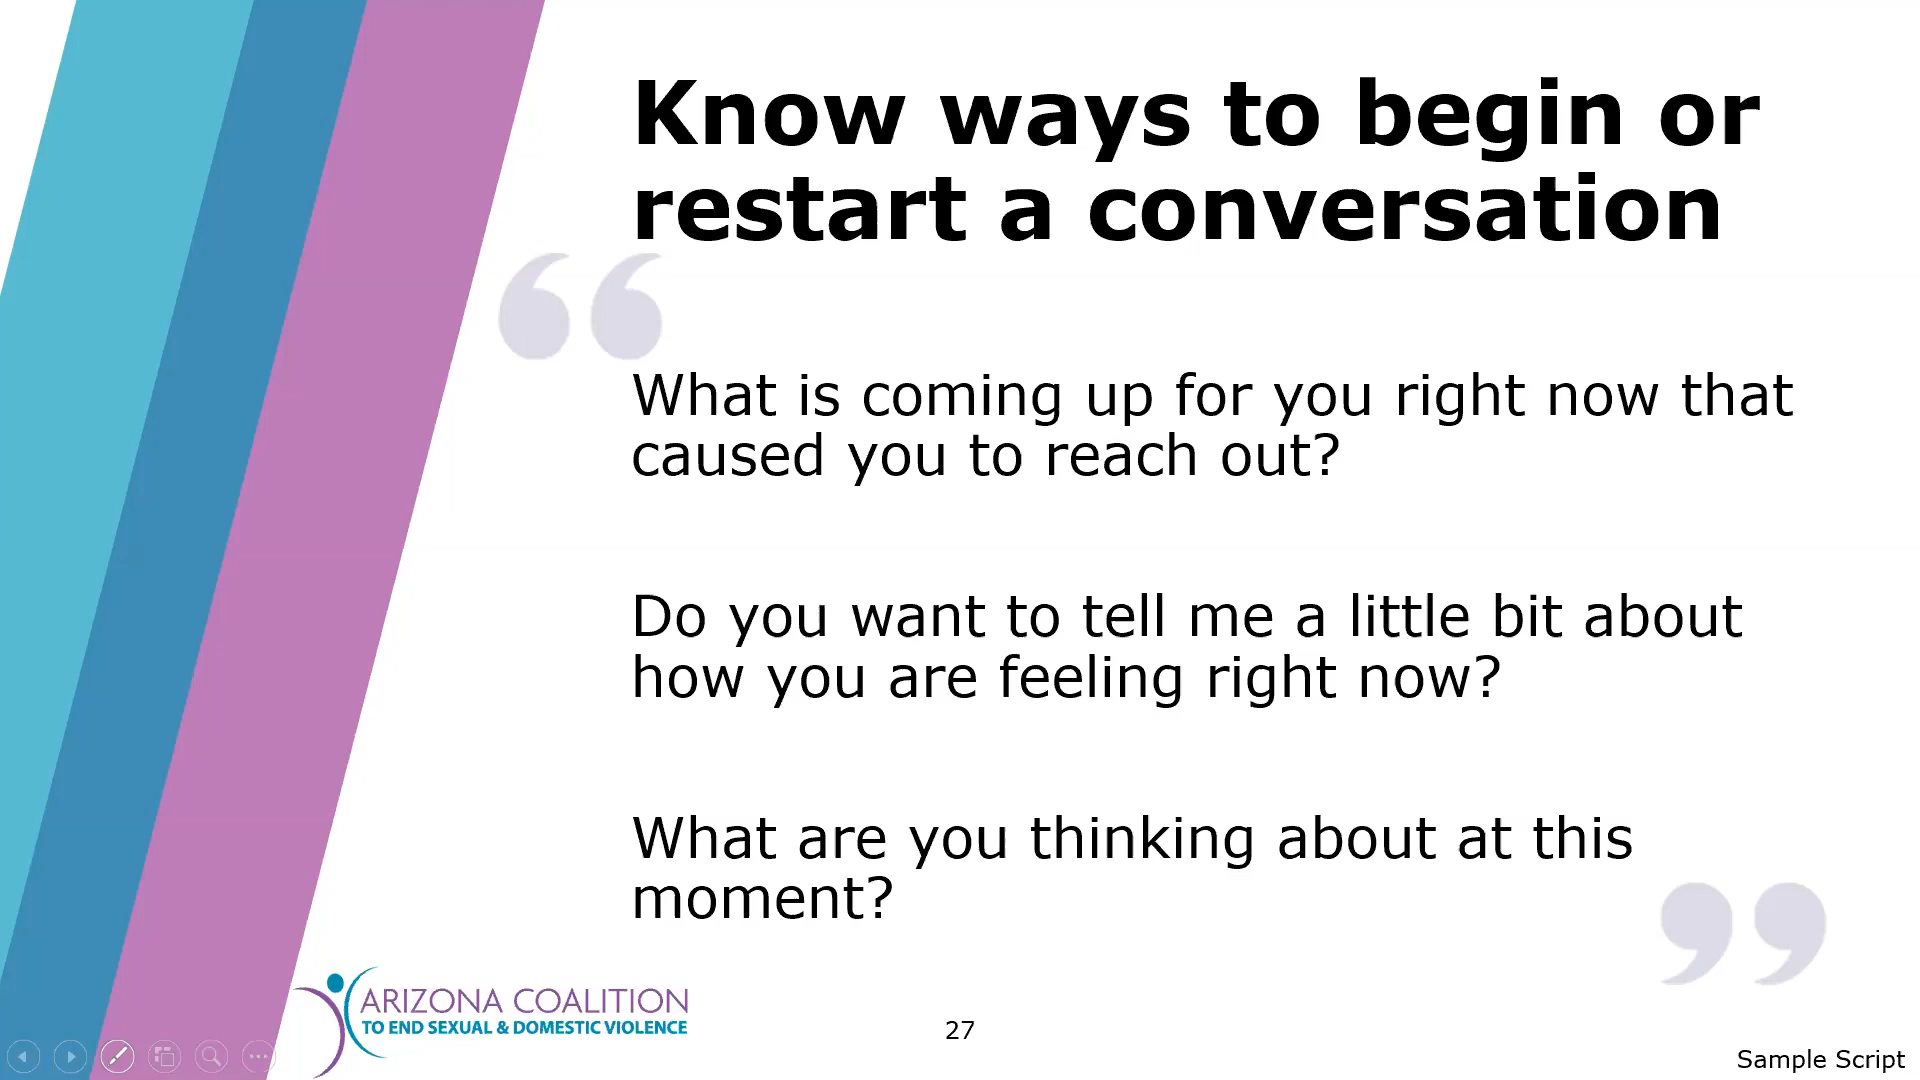 Know ways to begin or
restart a conversation
“
What is coming up for you right now that
caused you to reach out?
Do you want to tell me a little bit about
how you are feeling right now?
What are you thinking about at this
moment?
”
ARIZONA COALITION
TO END SEXUAL & DOMESTIC VIOLENCE
27
Sample Script